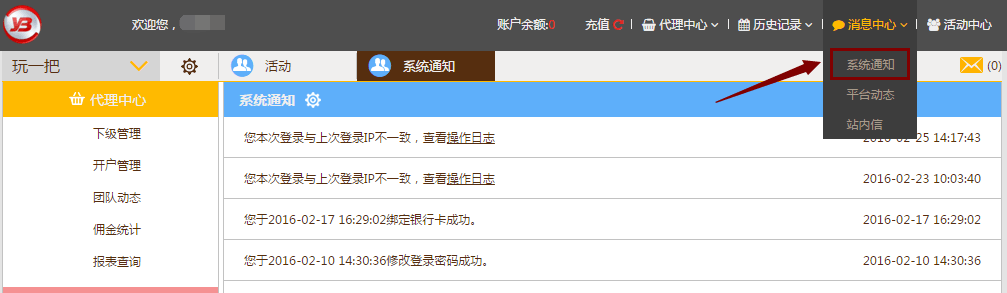 YB 欢迎您， 账户余额:0 充值 代理中心 历史记录 消息中心 活动中心
玩一把 活动 系统通知 系统通知 (0)
平台动态
站内信
代理中心 系统通知
下级管理
开户管理
团队动态
佣金统计
报表查询
您本次登录与上次登录IP不一致，查看操作日志 2016-02-25 14:17:43
您本次登录与上次登录IP不一致，查看操作日志 2016-02-23 10:03:40
您于2016-02-17 16:29:02绑定银行卡成功。 2016-02-17 16:29:02
您于2016-02-10 14:30:36修改登录密码成功。 2016-02-10 14:30:36